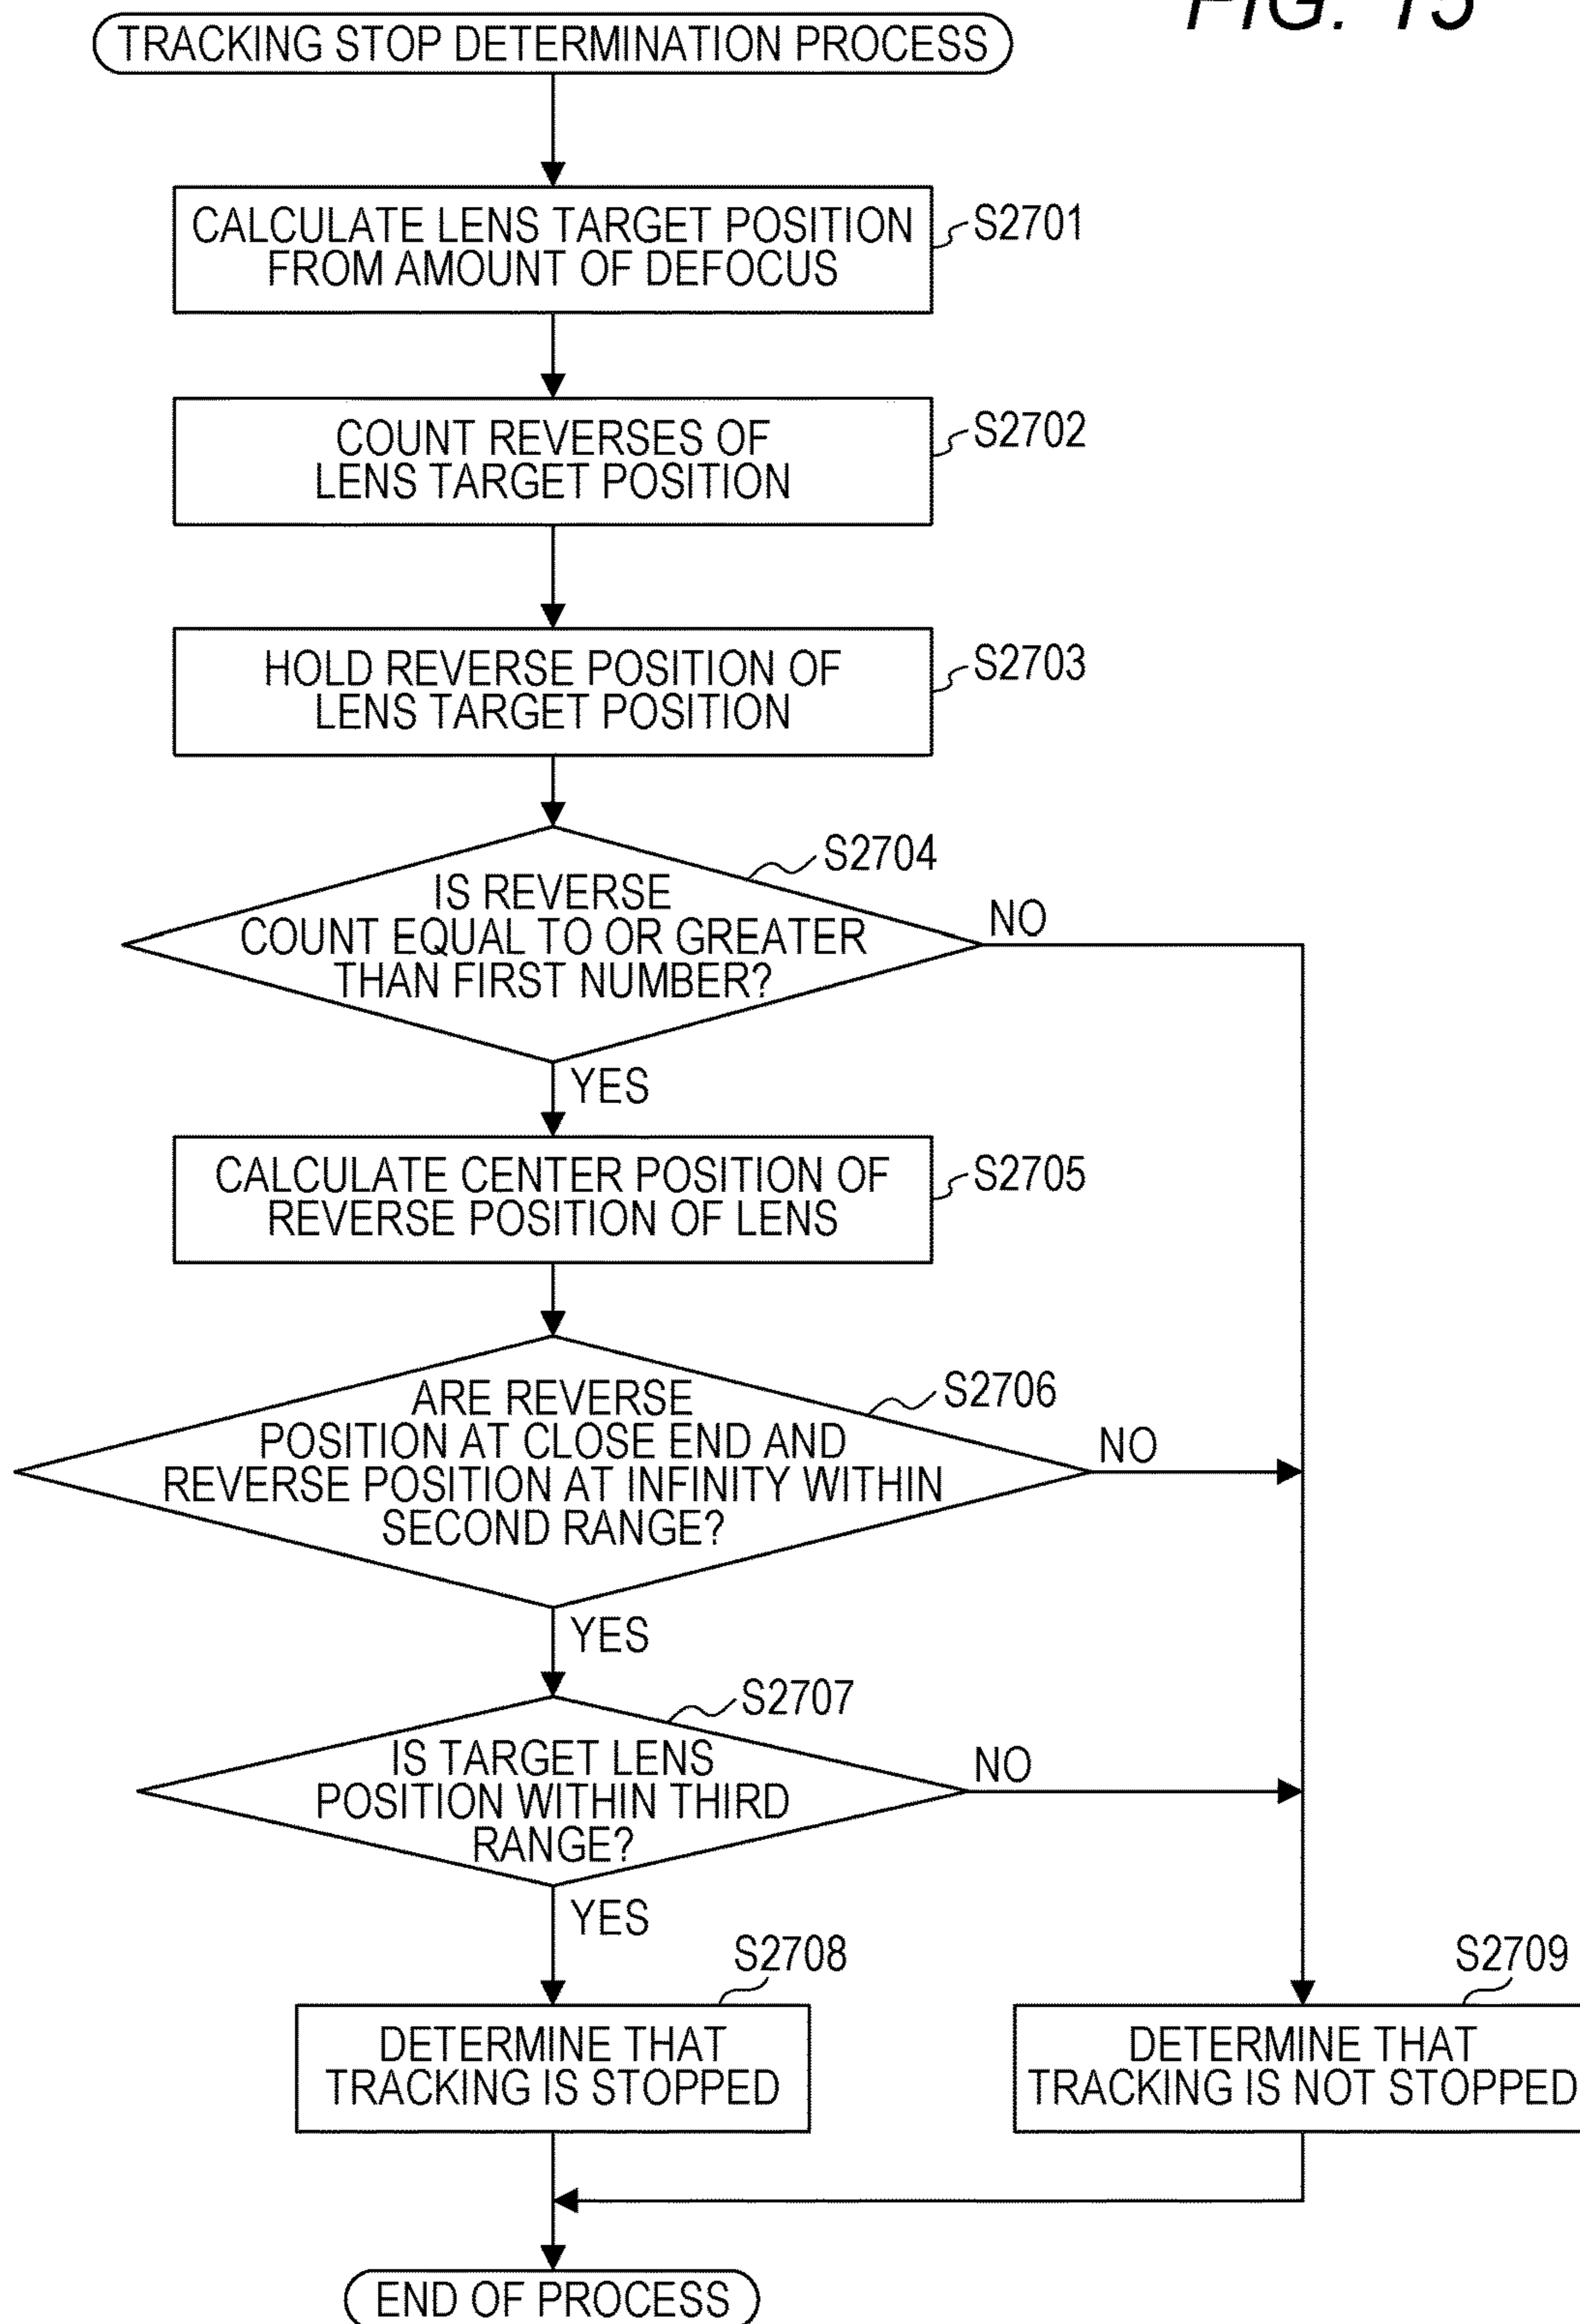 FIG. 15
TRACKING STOP DETERMINATION PROCESS
CALCULATE LENS TARGET POSITION
FROM AMOUNT OF DEFOCUS
S2701
COUNT REVERSES OF
LENS TARGET POSITION
S2702
HOLD REVERSE POSITION OF
LENS TARGET POSITION
S2703
S2704
IS REVERSE
COUNT EQUAL TO OR GREATER
THAN FIRST NUMBER?
NO
YES
CALCULATE CENTER POSITION OF
REVERSE POSITION OF LENS
S2705
S2706
ARE REVERSE
POSITION AT CLOSE END AND
REVERSE POSITION AT INFINITY WITHIN
SECOND RANGE?
NO
YES
S2707
IS TARGET LENS
POSITION WITHIN THIRD
RANGE?
NO
YES
S2708
DETERMINE THAT
TRACKING IS STOPPED
S2709
DETERMINE THAT
TRACKING IS NOT STOPPED
END OF PROCESS